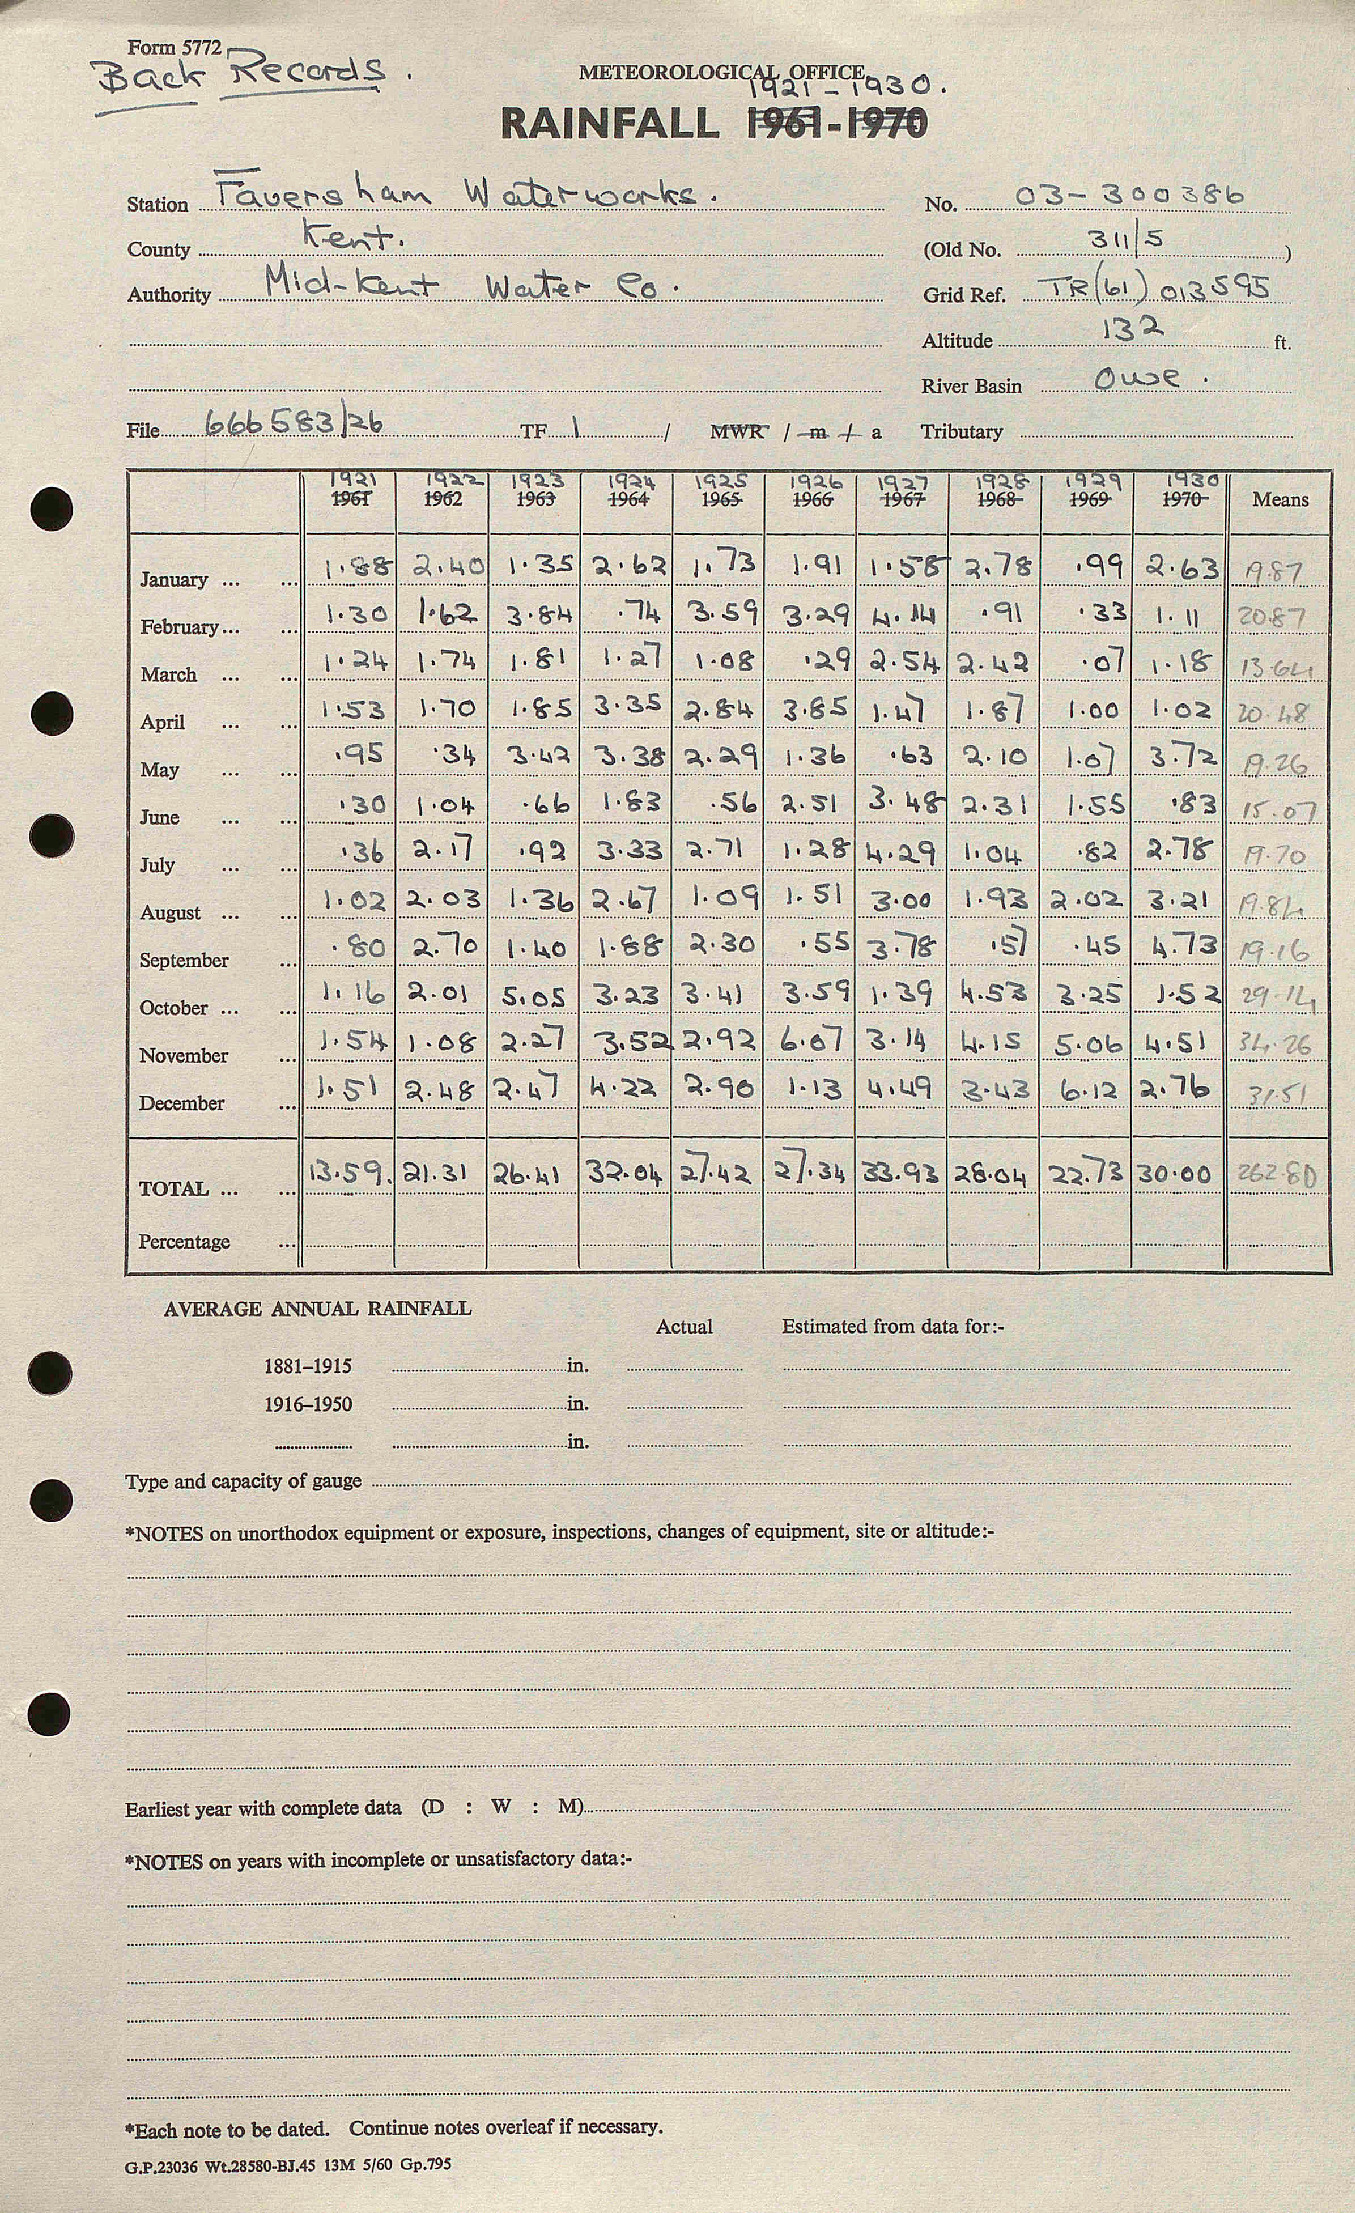 Form 5772
Back Records.
METEOROLOGICAL OFFICE
1921-1930.
RAINFALL 1961-1970
Station Faversham Waterworks. No. 03-300386
County Kent. (Old No. 311/5 )
Authority Mid-Kent Water Co. Grid Ref. TR(61) 013595
Altitude 132 ft.
River Basin Ouse.
File 666583/26 TF 1 / MWR / m / a Tributary
1921 1922 1923 1924 1925 1926 1927 1928 1929 1930
1961 1962 1963 1964 1965 1966 1967 1968 1969 1970 Means
January ... ... 1.88 2.40 1.35 2.62 1.73 1.91 1.58 2.78 .99 2.63 19.87
February... ... 1.30 1.62 3.84 .74 3.59 3.29 4.14 .91 .33 1.11 20.87
March ... ... 1.24 1.74 1.81 1.27 1.08 .29 2.54 2.42 .07 1.18 13.64
April ... ... 1.53 1.70 1.85 3.35 2.84 3.85 1.47 1.87 1.00 1.02 20.48
May ... ... .95 .34 3.42 3.38 2.29 1.36 .63 2.10 1.07 3.72 19.26
June ... ... .30 1.04 .66 1.83 .56 2.51 3.48 2.31 1.55 .83 15.07
July ... ... .36 2.17 .92 3.33 2.71 1.28 4.29 1.04 .82 2.78 19.70
August ... ... 1.02 2.03 1.36 2.67 1.09 1.51 3.00 1.93 2.02 3.21 19.84
September ... .80 2.70 1.40 1.88 2.30 .55 3.78 .57 .45 4.73 19.16
October ... ... 1.16 2.01 5.05 3.23 3.41 3.59 1.39 4.53 3.25 1.52 29.14
November ... 1.54 1.08 2.27 3.52 2.92 6.07 3.14 4.15 5.06 4.51 34.26
December ... 1.51 2.48 2.47 4.22 2.90 1.13 4.49 3.43 6.12 2.76 31.51
TOTAL ... ... 13.59. 21.31 26.41 32.04 27.42 27.34 33.93 28.04 22.73 30.00 262.80
Percentage ...
AVERAGE ANNUAL RAINFALL
Actual Estimated from data for:-
1881–1915 in.
1916–1950 in.
in.
Type and capacity of gauge
*NOTES on unorthodox equipment or exposure, inspections, changes of equipment, site or altitude:-
Earliest year with complete data (D : W : M)
*NOTES on years with incomplete or unsatisfactory data:-
*Each note to be dated. Continue notes overleaf if necessary.
G.P.23036 Wt.28580-BJ.45 13M 5/60 Gp.795